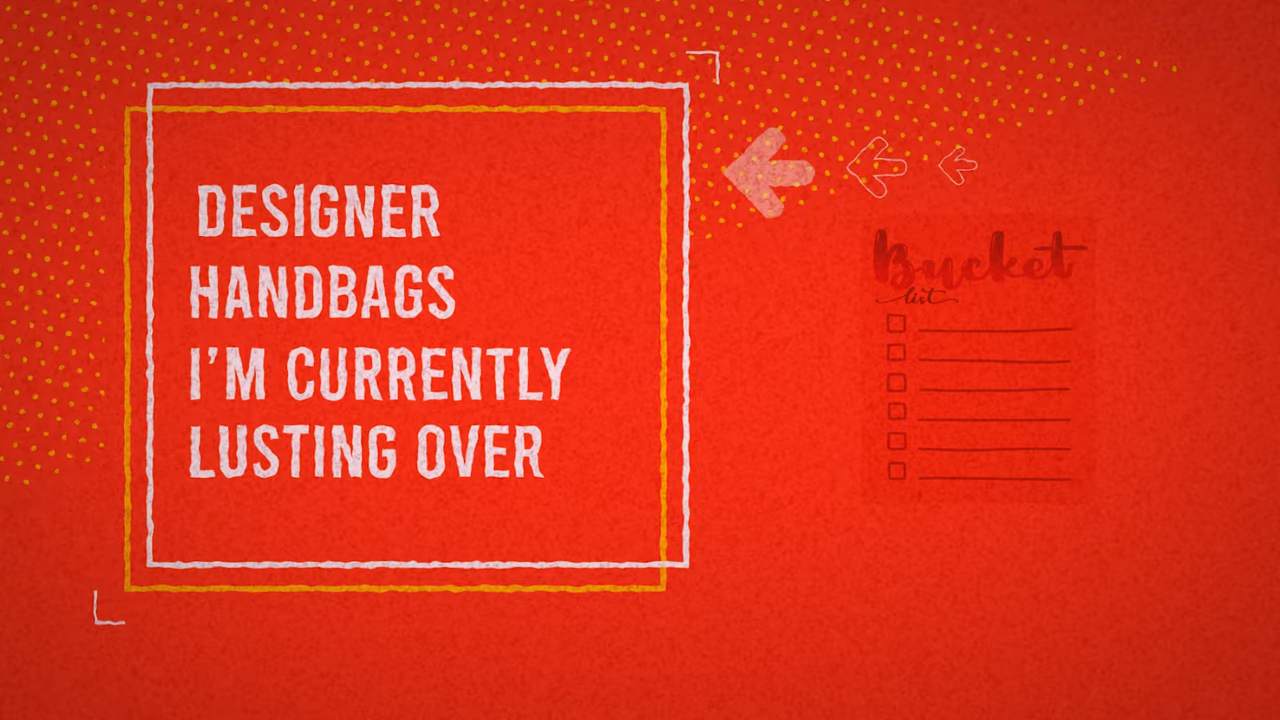 DESIGNER
HANDBAGS
I'M CURRENTLY
LUSTING OVER
Bucket
list